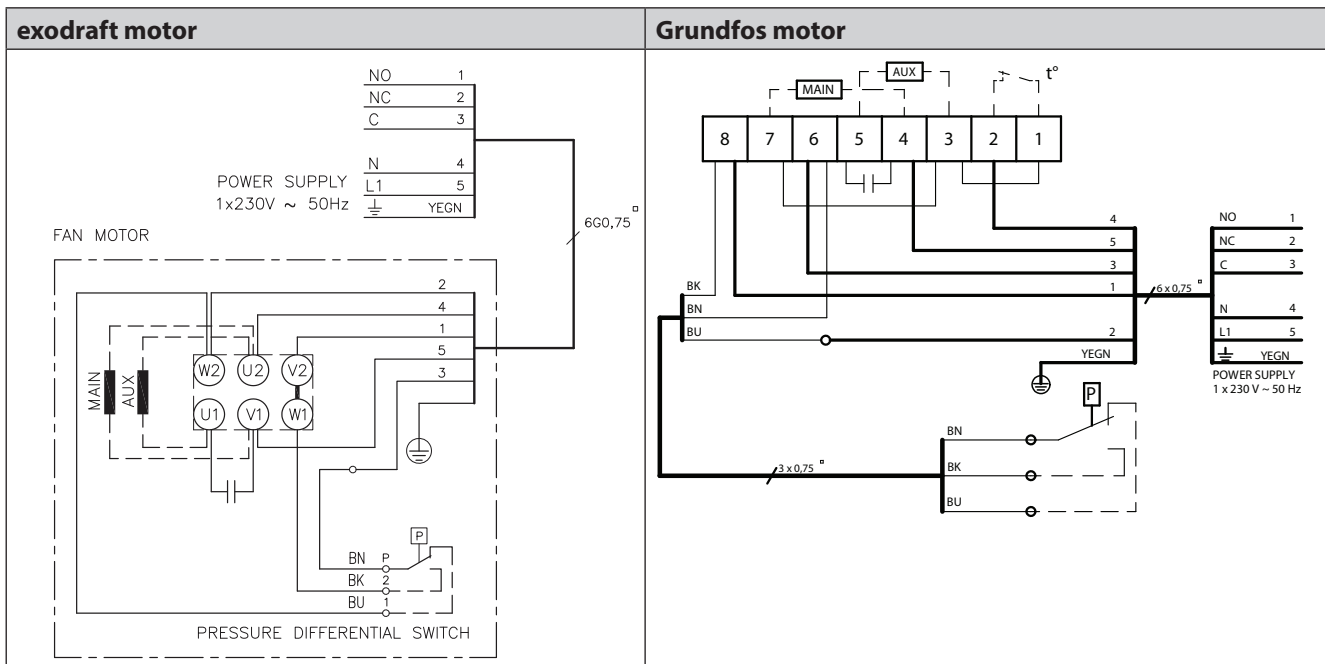 exodraft motor
NO 1
NC 2
C 3
N 4
POWER SUPPLY L1 5
1x230V ~ 50Hz YEGN
6G0,75
FAN MOTOR
2
4
1
5
3
MAIN
AUX
W2 U2 V2
U1 V1 W1
P
BN P
BK 2
BU 1
PRESSURE DIFFERENTIAL SWITCH
Grundfos motor
AUX
MAIN
t°
8 7 6 5 4 3 2 1
4
5
3
1
2
YEGN
BK
BN
BU
6 x 0,75
NO 1
NC 2
C 3
N 4
L1 5
YEGN
POWER SUPPLY
1 x 230 V ~ 50 Hz
P
BN
BK
BU
3 x 0,75